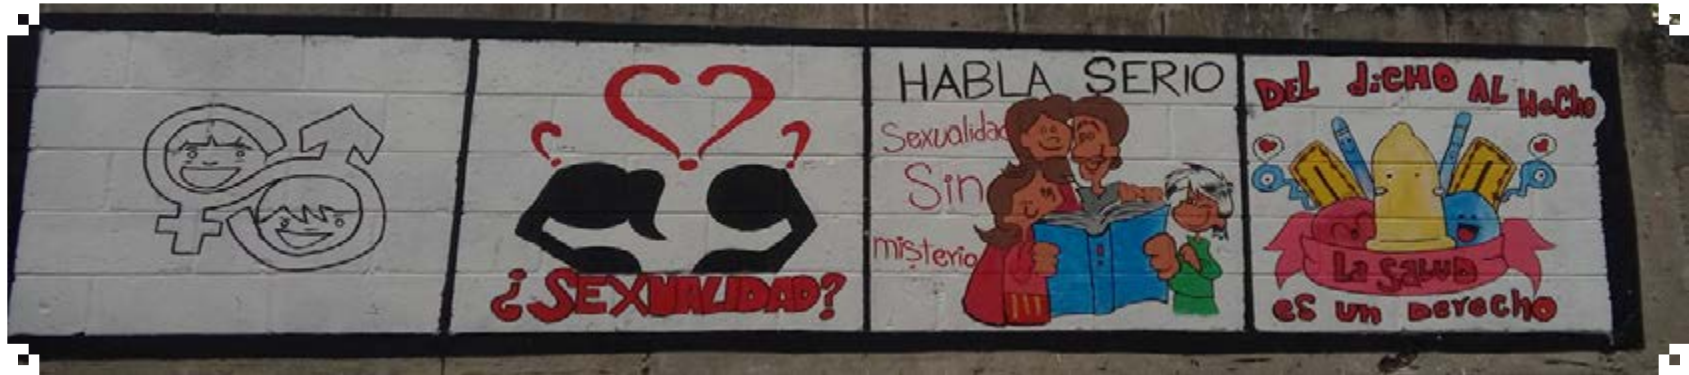 ¿SEXUALIDAD?
HABLA SERIO
Sexualidad
Sin
misterio
DEL dicHO AL HeCho
La SALUD
es un Derecho